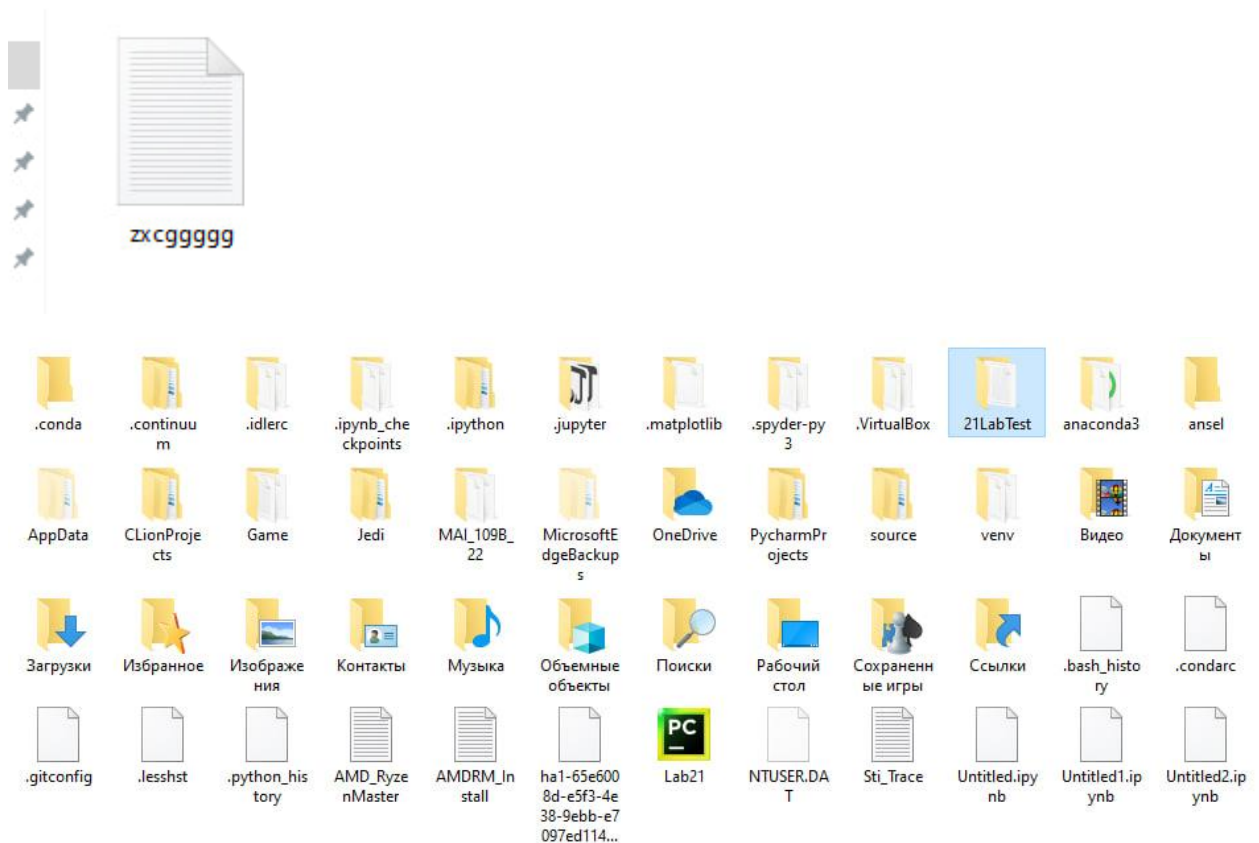 zxcggggg
.conda
.continuu
m
.idlerc
.ipynb_che
ckpoints
.ipython
.jupyter
.matplotlib
.spyder-py
3
.VirtualBox
21LabTest
anaconda3
ansel
AppData
CLionProje
cts
Game
Jedi
MAI_109B_
22
MicrosoftE
dgeBackup
s
OneDrive
PycharmPr
ojects
source
venv
Видео
Документ
ы
Загрузки
Избранное
Изображе
ния
Контакты
Музыка
Объемные
объекты
Поиски
Рабочий
стол
Сохраненн
ые игры
Ссылки
.bash_histo
ry
.condarc
.gitconfig
.lesshst
.python_his
tory
AMD_Ryze
nMaster
AMDRM_In
stall
ha1-65e600
8d-e5f3-4e
38-9ebb-e7
097ed114...
PC
Lab21
NTUSER.DA
T
Sti_Trace
Untitled.ipy
nb
Untitled1.ip
ynb
Untitled2.ip
ynb